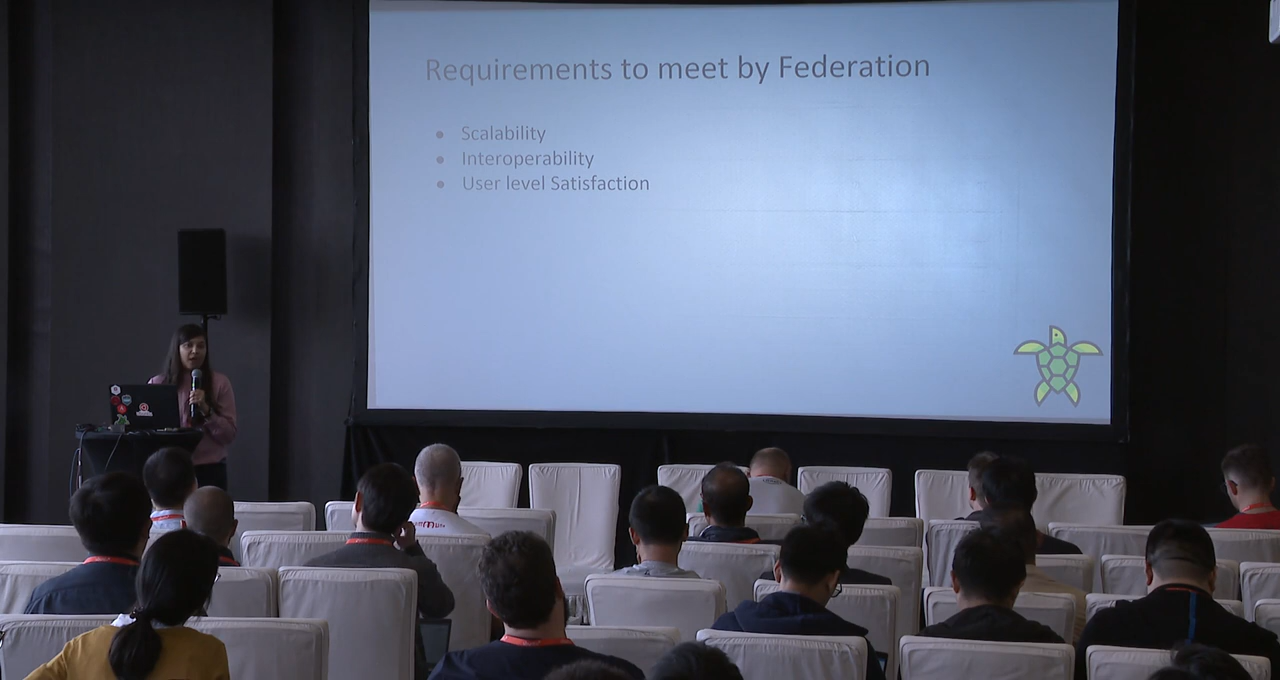 Requirements to meet by Federation
• Scalability
• Interoperability
• User level Satisfaction